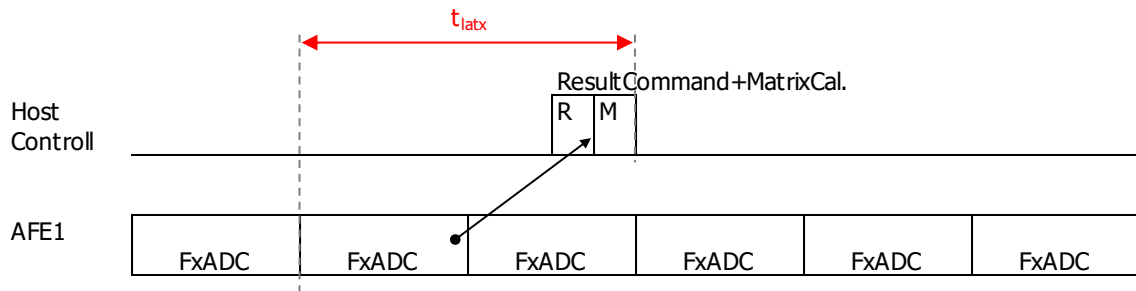 t_latx
ResultCommand+MatrixCal.
Host
Controll
R M
AFE1
FxADC FxADC FxADC FxADC FxADC FxADC